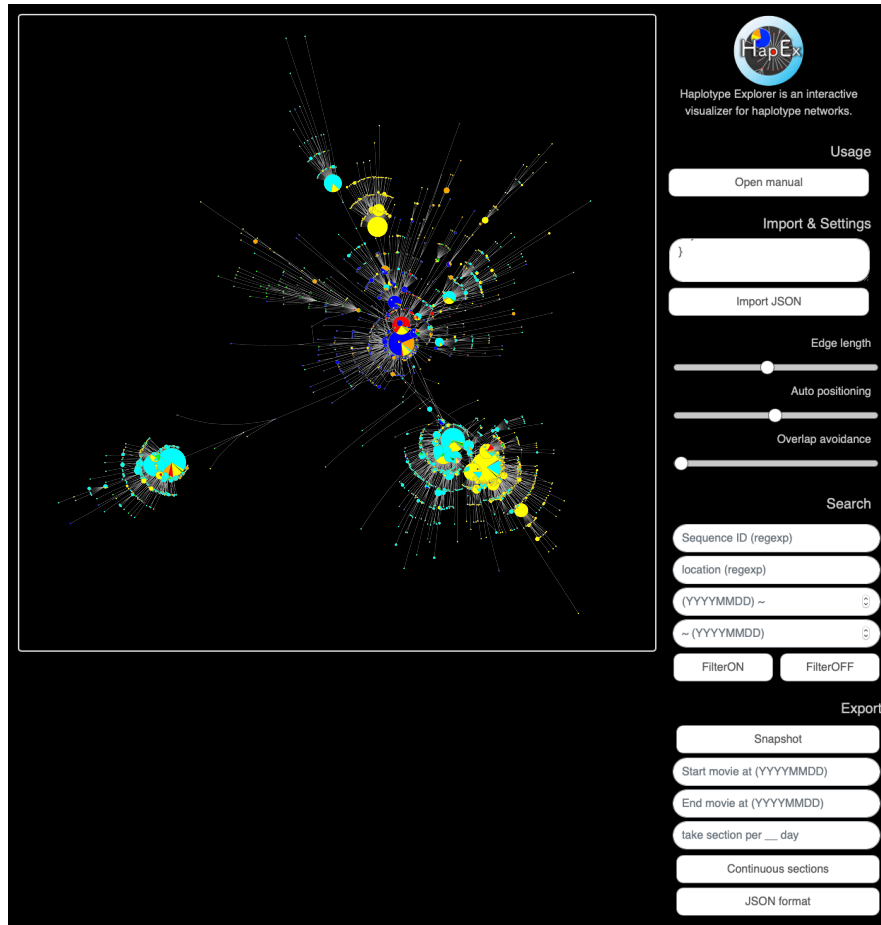 HapEx
Haplotype Explorer is an interactive
visualizer for haplotype networks.
Usage
Open manual
Import & Settings
}
Import JSON
Edge length
Auto positioning
Overlap avoidance
Search
Sequence ID (regexp)
location (regexp)
(YYYYMMDD) ~
~ (YYYYMMDD)
FilterON
FilterOFF
Export
Snapshot
Start movie at (YYYYMMDD)
End movie at (YYYYMMDD)
take section per __ day
Continuous sections
JSON format